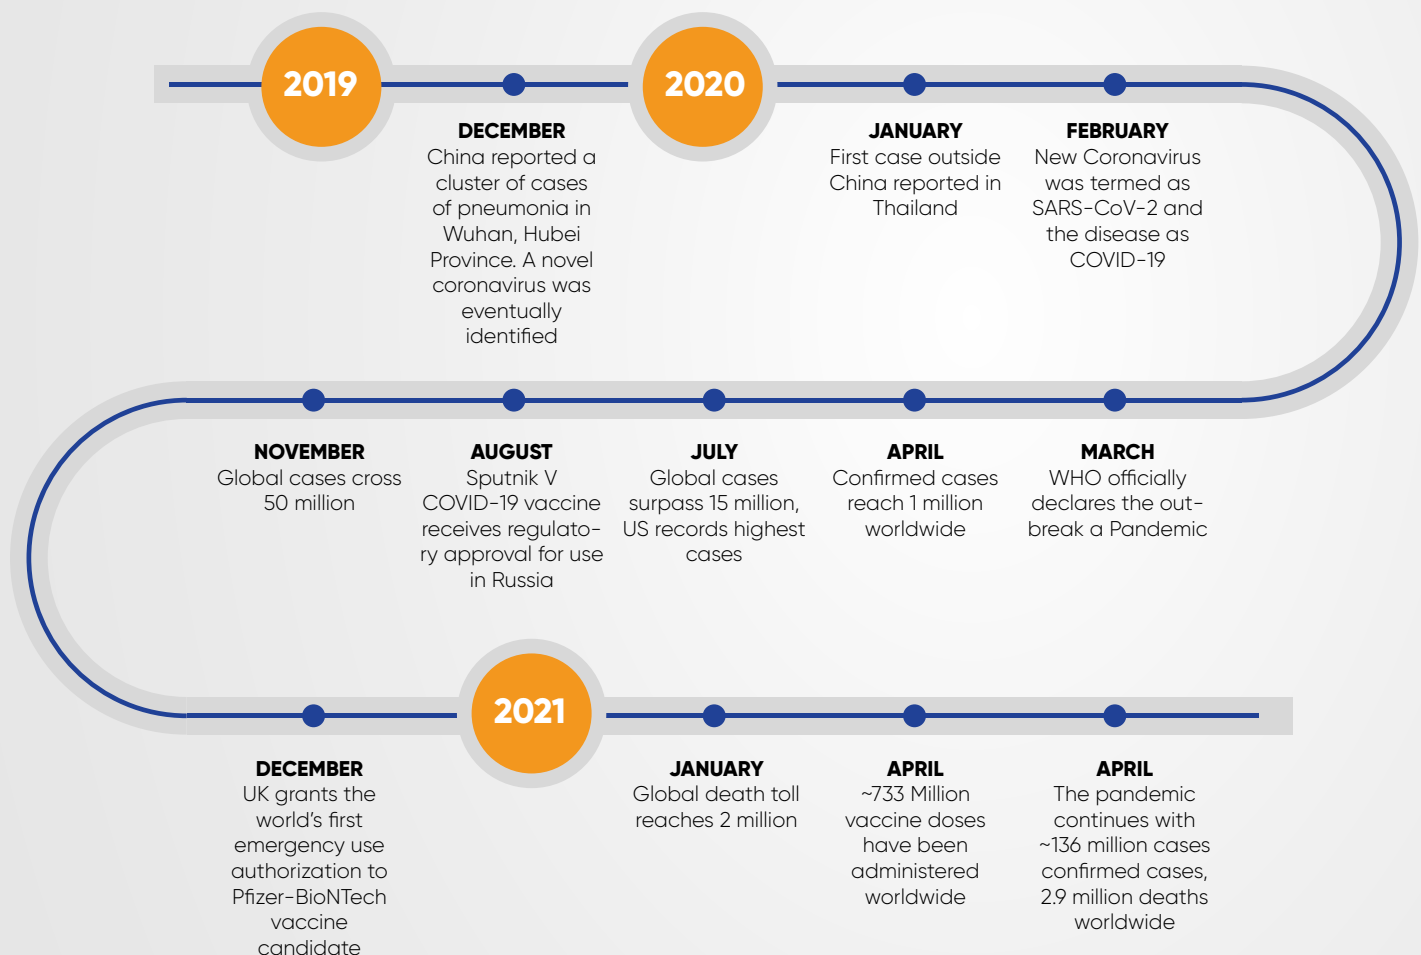 2019
DECEMBER
China reported a
cluster of cases
of pneumonia in
Wuhan, Hubei
Province. A novel
coronavirus was
eventually
identified
2020
JANUARY
First case outside
China reported in
Thailand
FEBRUARY
New Coronavirus
was termed as
SARS-CoV-2 and
the disease as
COVID-19
MARCH
WHO officially
declares the out-
break a Pandemic
APRIL
Confirmed cases
reach 1 million
worldwide
JULY
Global cases
surpass 15 million,
US records highest
cases
AUGUST
Sputnik V
COVID-19 vaccine
receives regulato-
ry approval for use
in Russia
NOVEMBER
Global cases cross
50 million
DECEMBER
UK grants the
world's first
emergency use
authorization to
Pfizer-BioNTech
vaccine
candidate
2021
JANUARY
Global death toll
reaches 2 million
APRIL
~733 Million
vaccine doses
have been
administered
worldwide
APRIL
The pandemic
continues with
~136 million cases
confirmed cases,
2.9 million deaths
worldwide